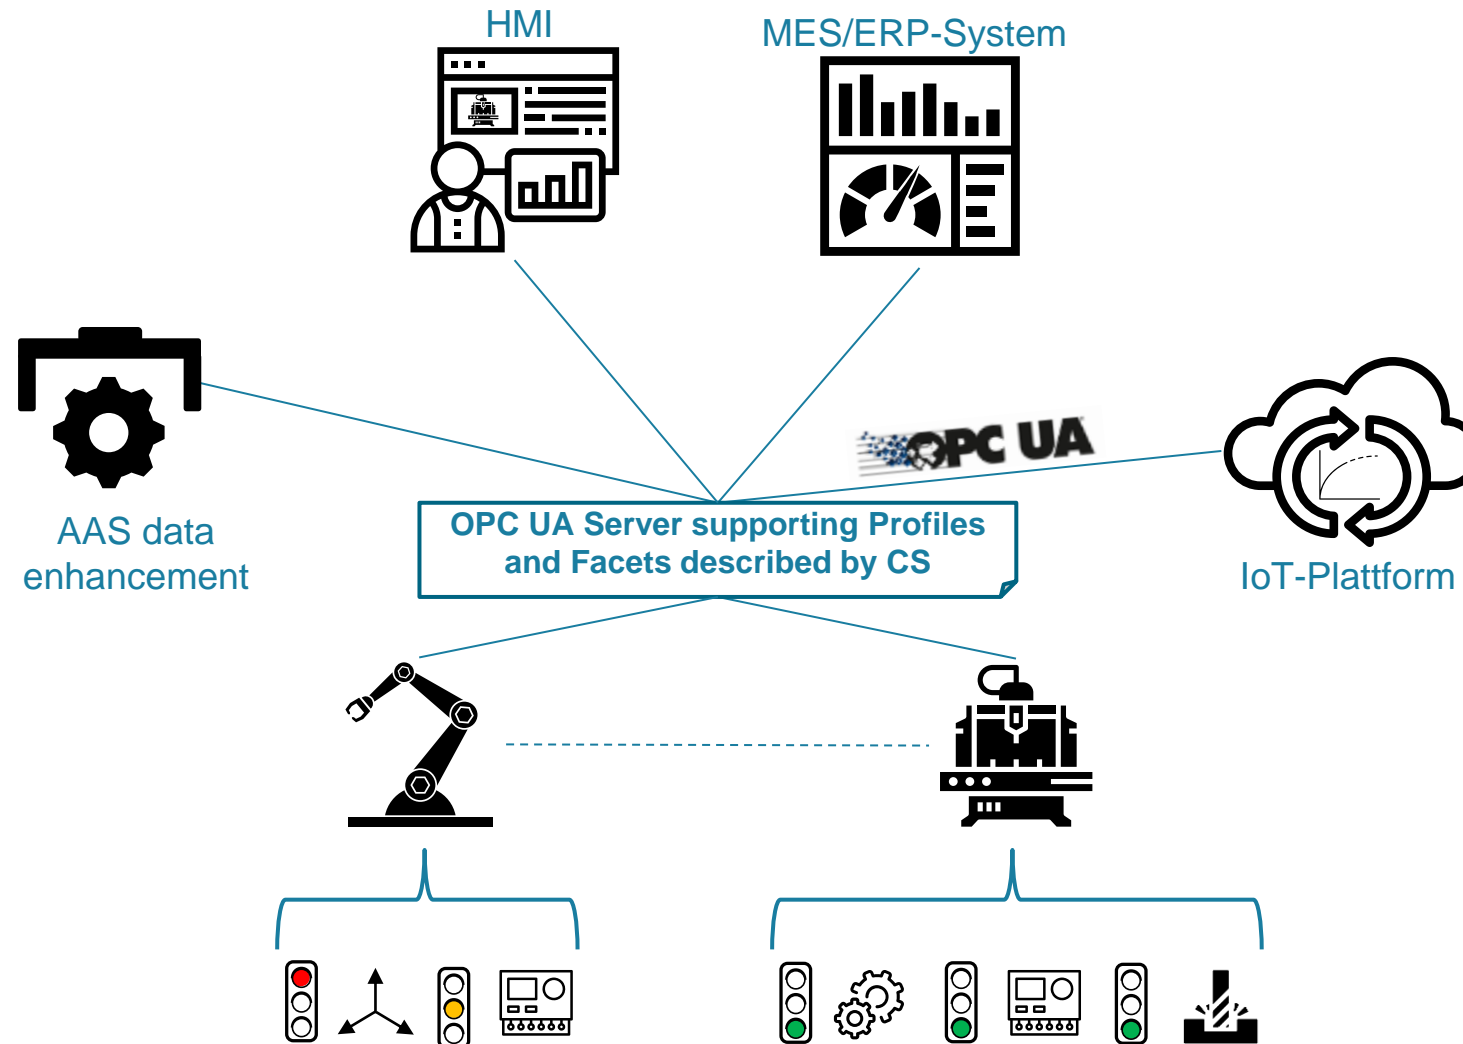 HMI
MES/ERP-System
OPC UA
AAS data
enhancement
OPC UA Server supporting Profiles
and Facets described by CS
IoT-Plattform